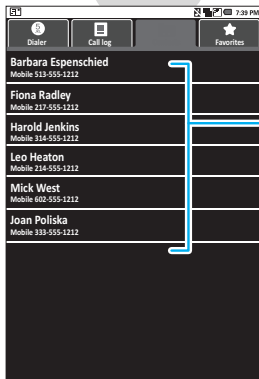 7:39 PM
Dialer
Call log
Favorites
Barbara Espenschied
Mobile 513-555-1212
Fiona Radley
Mobile 217-555-1212
Harold Jenkins
Mobile 314-555-1212
Leo Heaton
Mobile 214-555-1212
Mick West
Mobile 602-555-1212
Joan Poliska
Mobile 333-555-1212